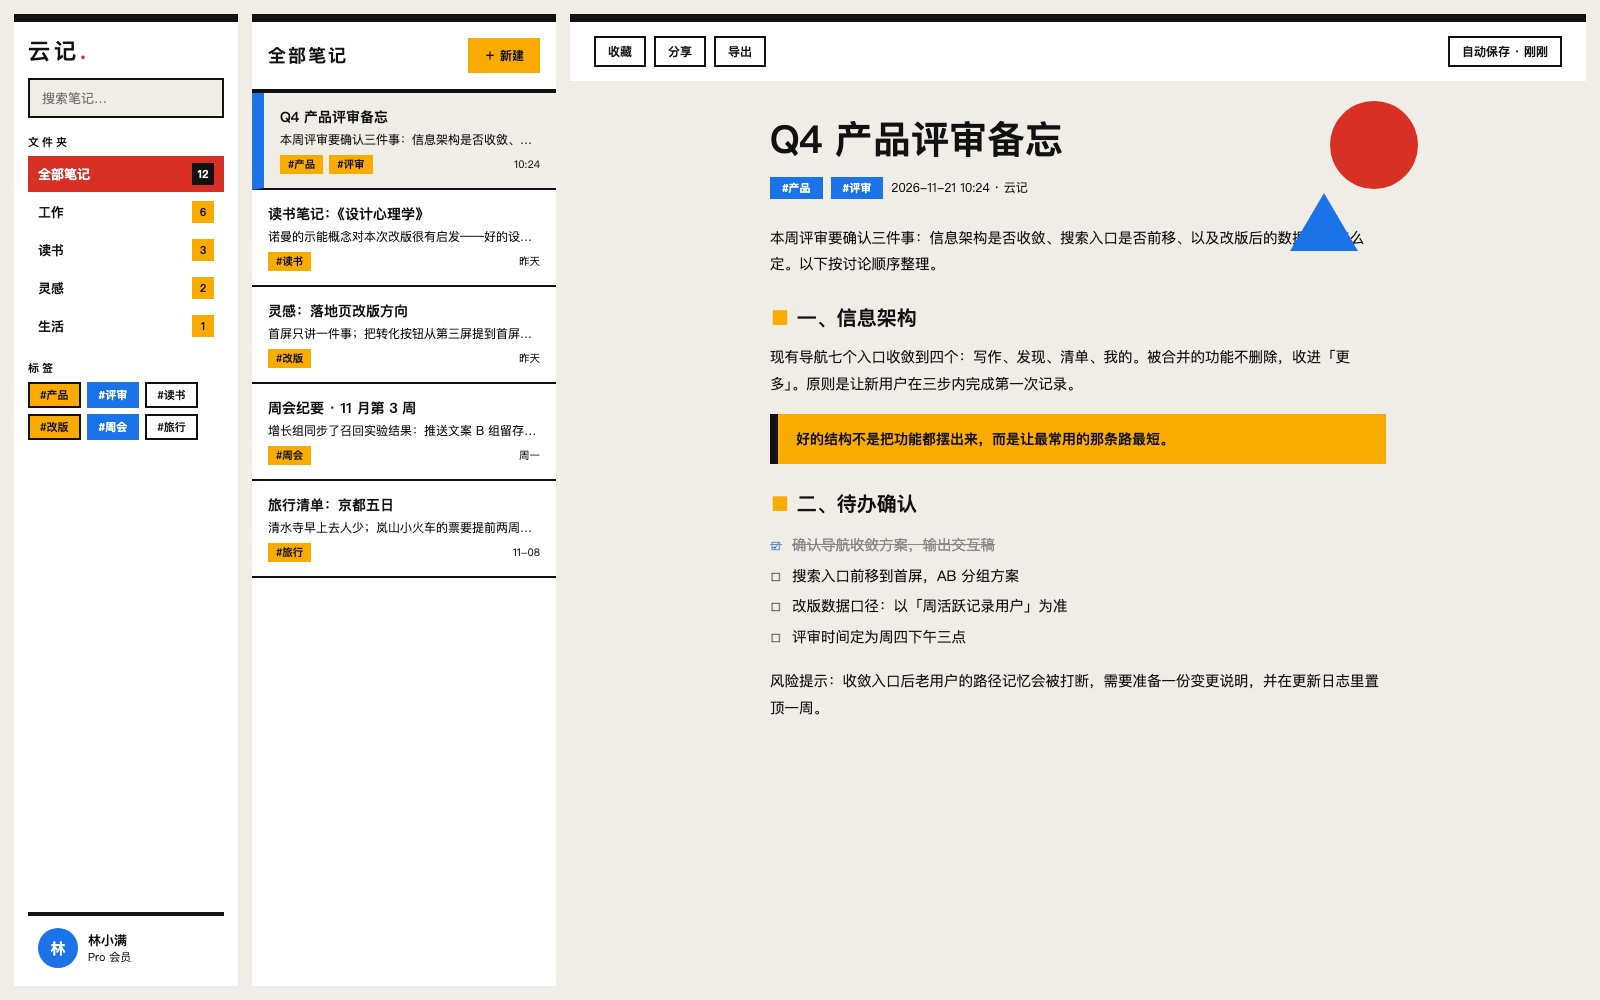 云记.
搜索笔记...
文件夹
全部笔记 12
工作 6
读书 3
灵感 2
生活 1
标签
#产品 #评审 #读书
#改版 #周会 #旅行
林
林小满
Pro 会员
全部笔记
+ 新建
Q4 产品评审备忘
本周评审要确认三件事：信息架构是否收敛、...
#产品 #评审 10:24
读书笔记：《设计心理学》
诺曼的示能概念对本次改版很有启发——好的设...
#读书 昨天
灵感：落地页改版方向
首屏只讲一件事；把转化按钮从第三屏提到首屏...
#改版 昨天
周会纪要 · 11 月第 3 周
增长组同步了召回实验结果：推送文案 B 组留存...
#周会 周一
旅行清单：京都五日
清水寺早上去人少；岚山小火车的票要提前两周...
#旅行 11-08
收藏 分享 导出
自动保存 · 刚刚
Q4 产品评审备忘
#产品 #评审 2026-11-21 10:24 · 云记
本周评审要确认三件事：信息架构是否收敛、搜索入口是否前移、以及改版后的数 么
定。以下按讨论顺序整理。
一、信息架构
现有导航七个入口收敛到四个：写作、发现、清单、我的。被合并的功能不删除，收进「更
多」。原则是让新用户在三步内完成第一次记录。
好的结构不是把功能都摆出来，而是让最常用的那条路最短。
二、待办确认
☑ 确认导航收敛方案，输出交互稿
☐ 搜索入口前移到首屏，AB 分组方案
☐ 改版数据口径：以「周活跃记录用户」为准
☐ 评审时间定为周四下午三点
风险提示：收敛入口后老用户的路径记忆会被打断，需要准备一份变更说明，并在更新日志里置
顶一周。